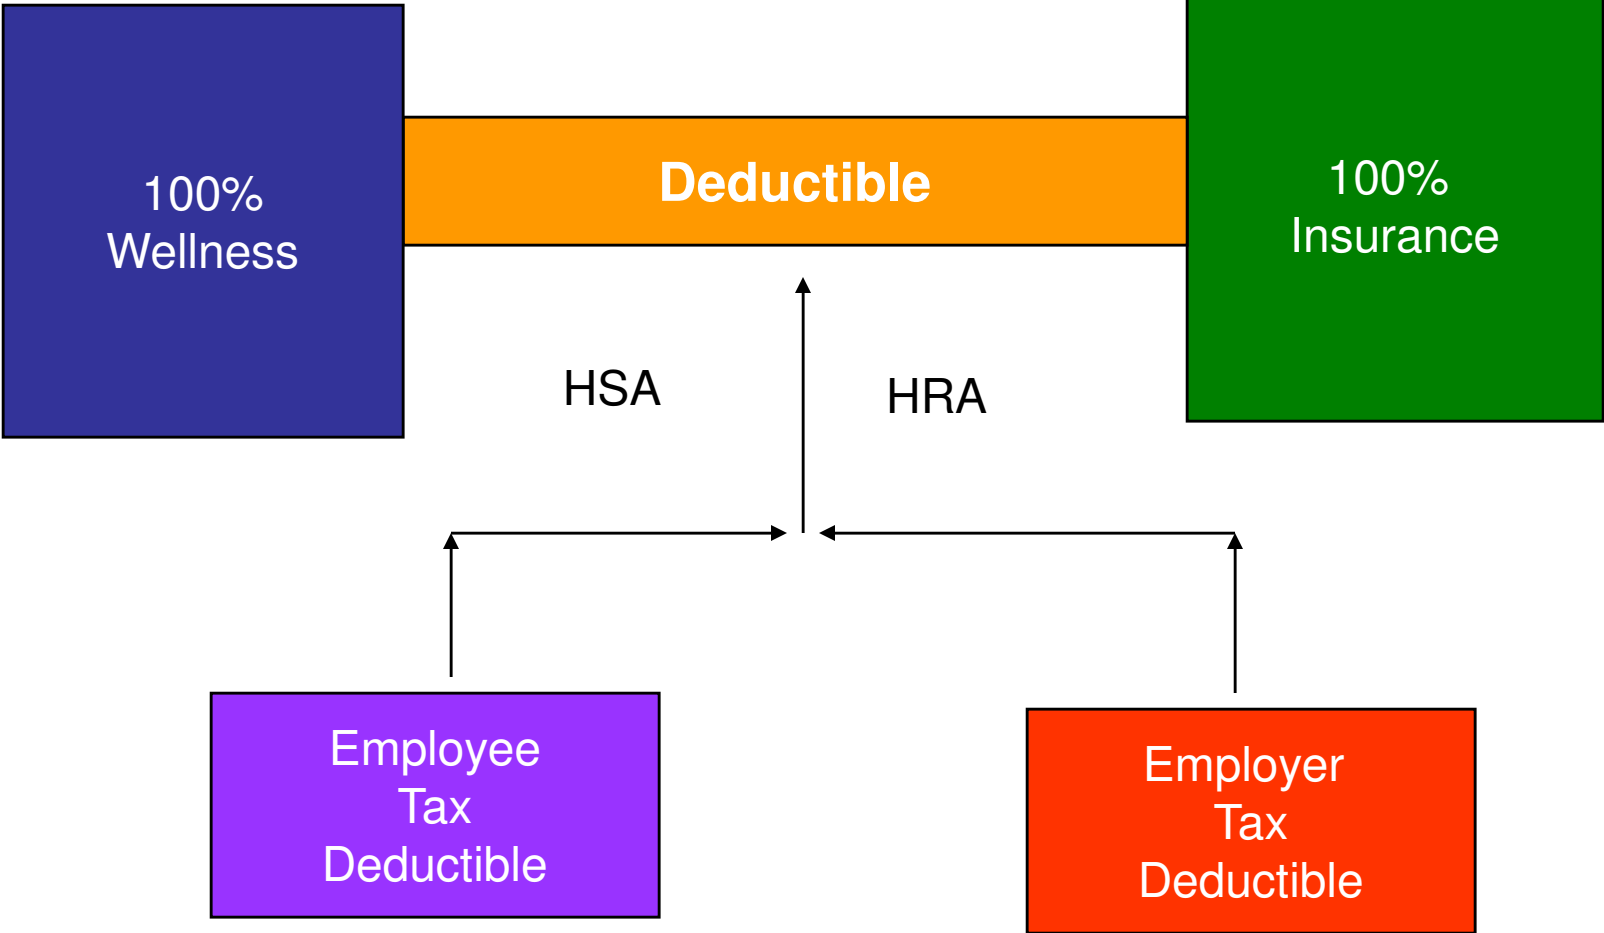 100%
Wellness
Deductible
100%
Insurance
HSA
HRA
Employee
Tax
Deductible
Employer
Tax
Deductible